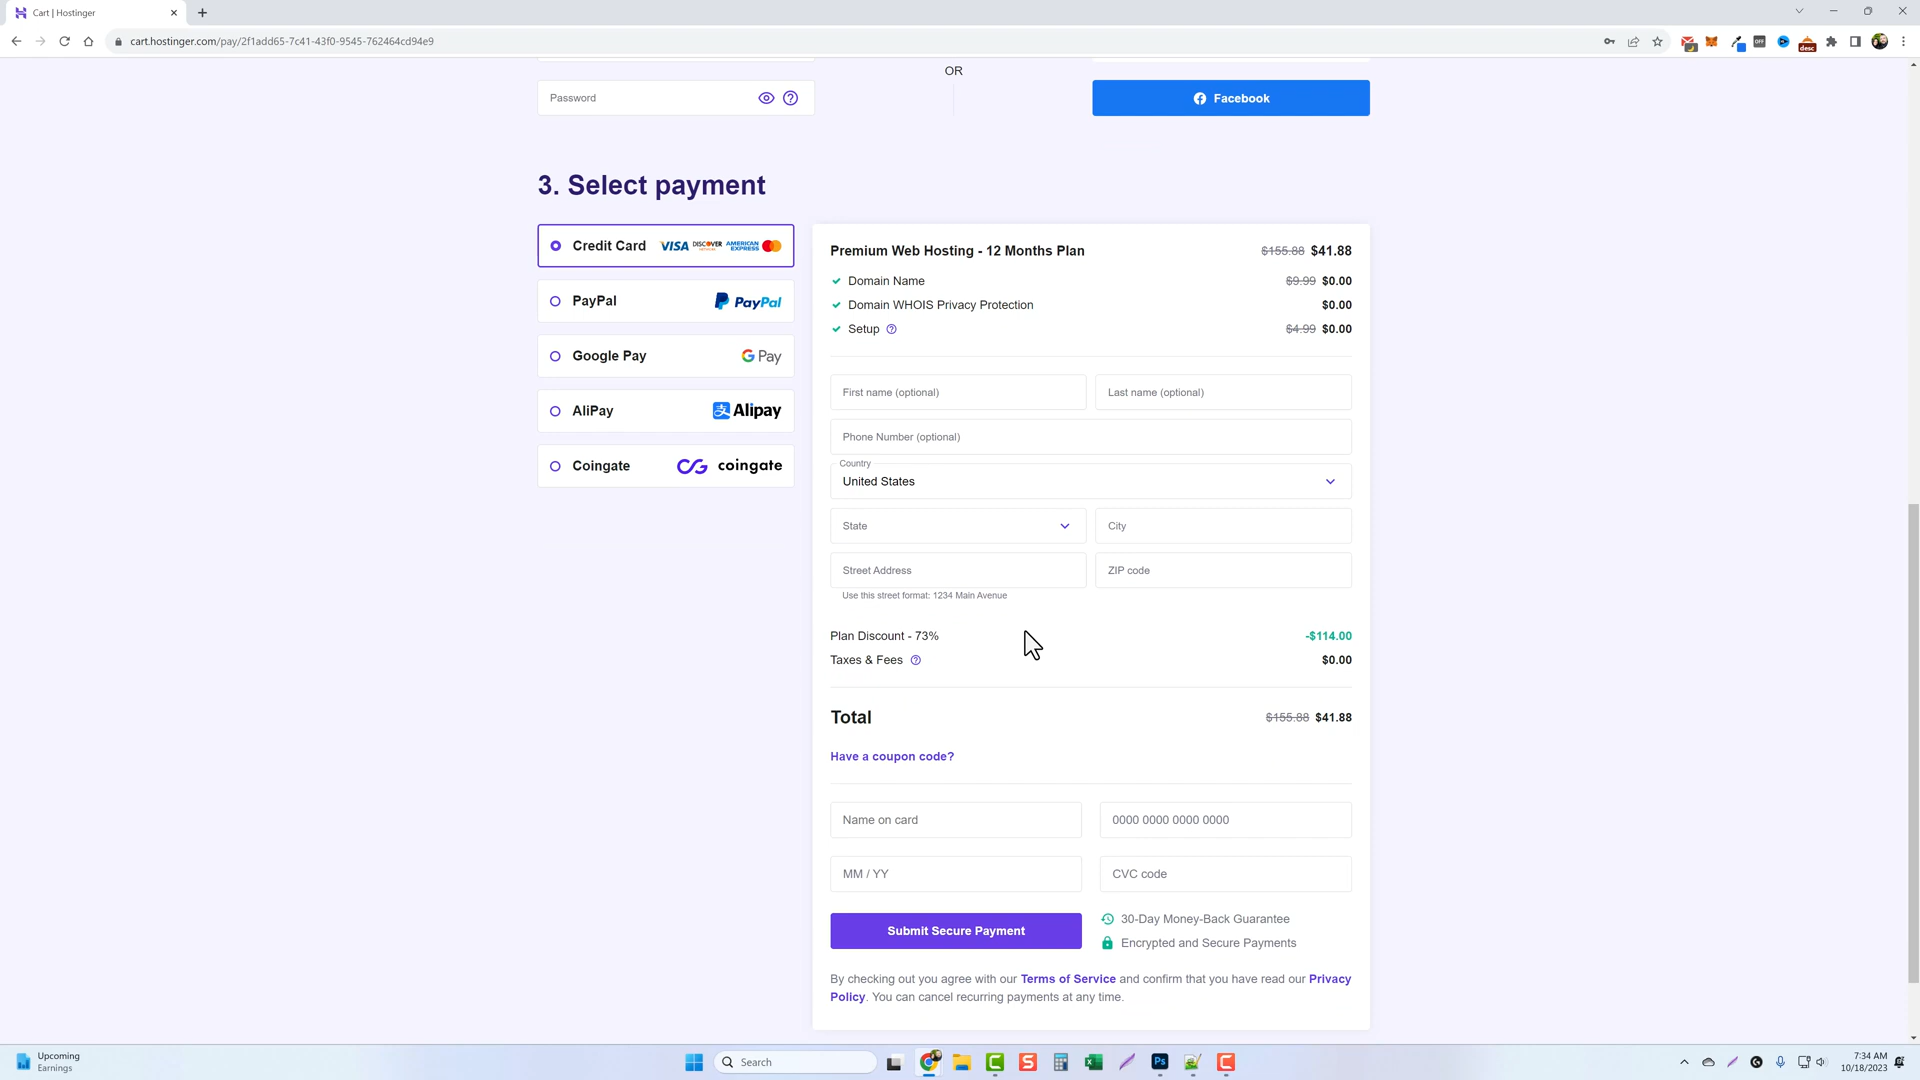 Cart | Hostinger
cart.hostinger.com/pay/2f1add65-7c41-43f0-9545-762464cd94e9
OFF
desc
OR
Password
Facebook
3. Select payment
Credit Card VISA DISCOVER AMERICAN EXPRESS
PayPal PayPal
Google Pay G Pay
AliPay Alipay
Coingate coingate
Premium Web Hosting - 12 Months Plan $155.88 $41.88
Domain Name $9.99 $0.00
Domain WHOIS Privacy Protection $0.00
Setup $4.99 $0.00
First name (optional) Last name (optional)
Phone Number (optional)
Country
United States
State City
Street Address ZIP code
Use this street format: 1234 Main Avenue
Plan Discount - 73% -$114.00
Taxes & Fees $0.00
Total $155.88 $41.88
Have a coupon code?
Name on card 0000 0000 0000 0000
MM / YY CVC code
Submit Secure Payment
30-Day Money-Back Guarantee
Encrypted and Secure Payments
By checking out you agree with our Terms of Service and confirm that you have read our Privacy
Policy. You can cancel recurring payments at any time.
Upcoming
Earnings
Search
Ps
7:34 AM
10/18/2023